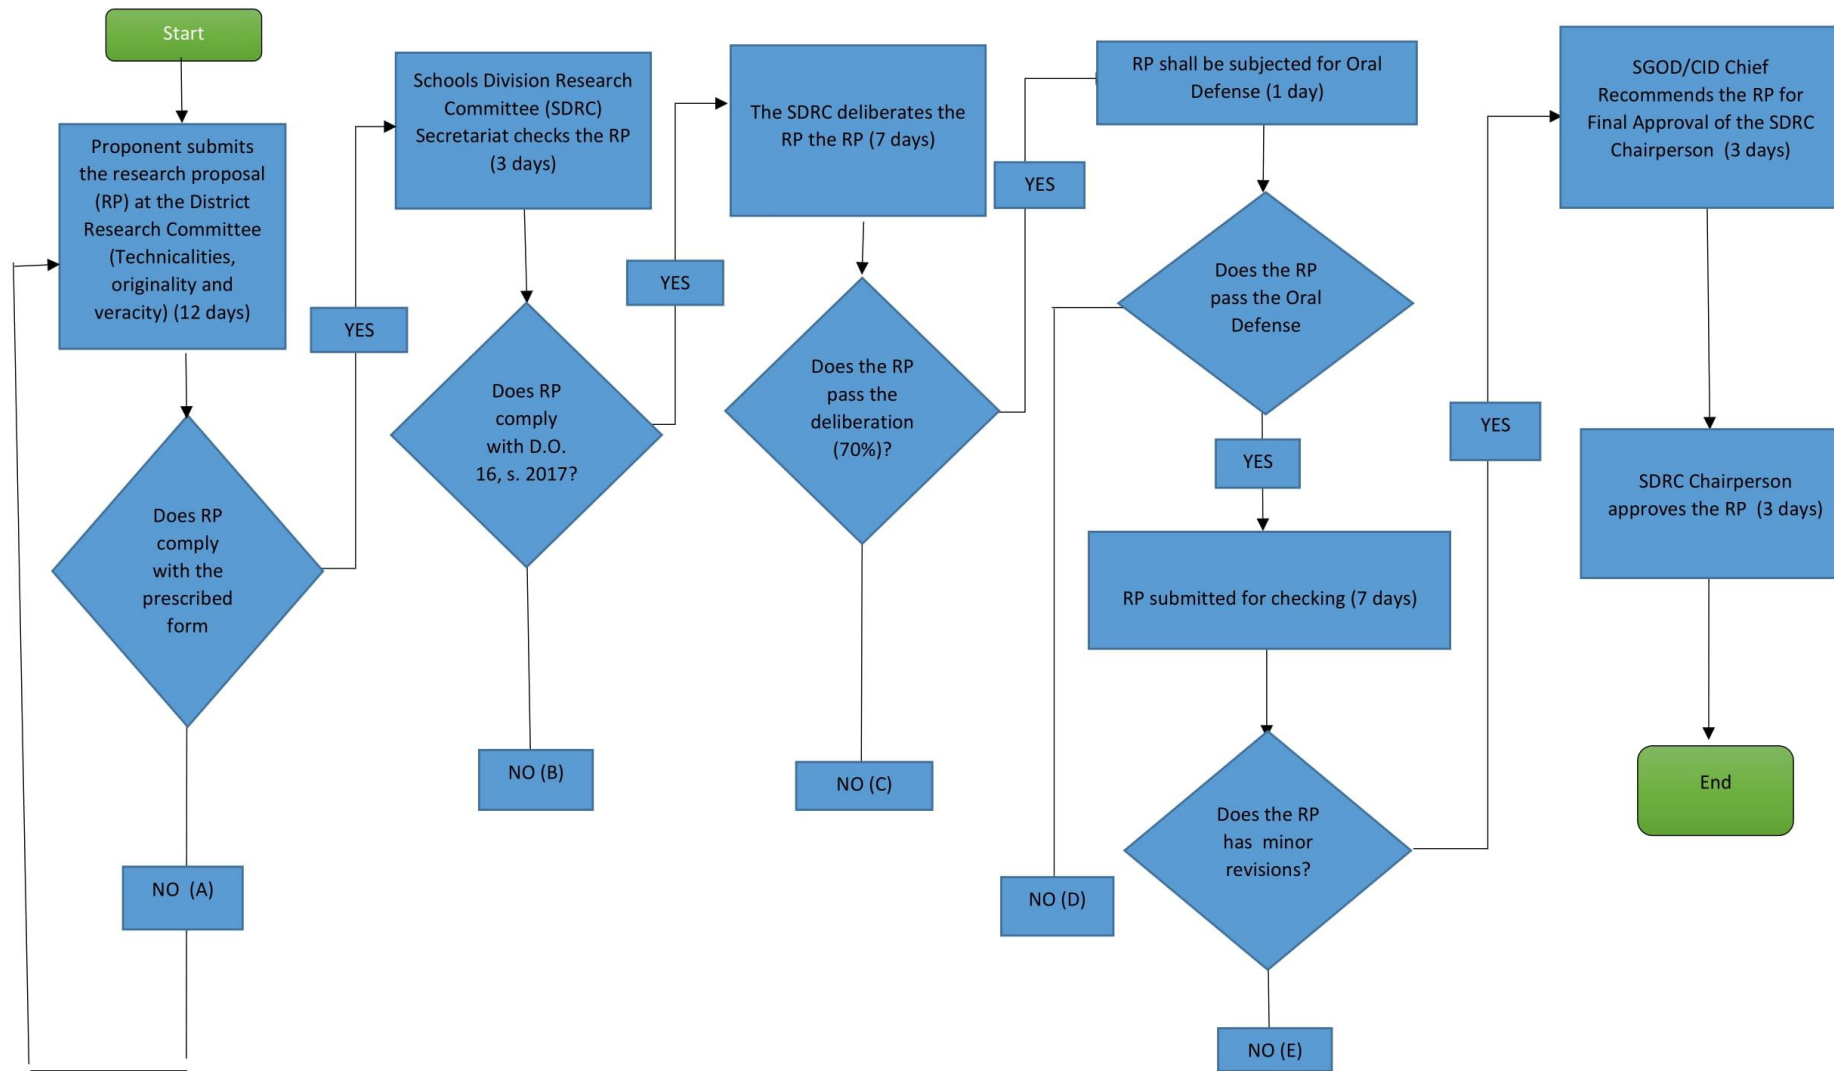 Start
Proponent submits
the research proposal
(RP) at the District
Research Committee
(Technicalities,
originality and
veracity) (12 days)
Does RP
comply
with the
prescribed
form
NO (A)
YES
Schools Division Research
Committee (SDRC)
Secretariat checks the RP
(3 days)
Does RP
comply
with D.O.
16, s. 2017?
NO (B)
YES
The SDRC deliberates the
RP the RP (7 days)
Does the RP
pass the
deliberation
(70%)?
NO (C)
YES
RP shall be subjected for Oral
Defense (1 day)
Does the RP
pass the Oral
Defense
NO (D)
YES
RP submitted for checking (7 days)
Does the RP
has minor
revisions?
NO (E)
YES
SGOD/CID Chief
Recommends the RP for
Final Approval of the SDRC
Chairperson (3 days)
SDRC Chairperson
approves the RP (3 days)
End